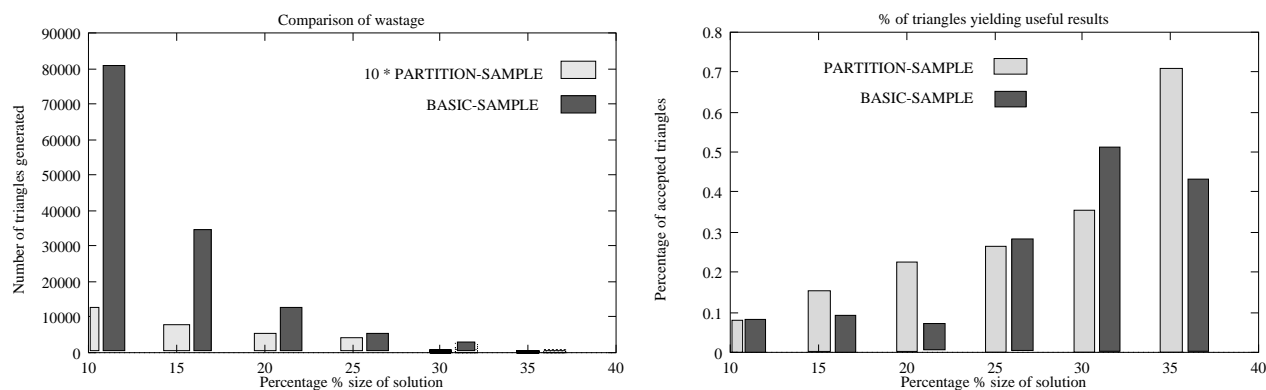 Comparison of wastage
90000
80000
70000
60000
50000
40000
30000
20000
10000
0
Number of triangles generated
10 * PARTITION-SAMPLE
BASIC-SAMPLE
10 15 20 25 30 35 40
Percentage % size of solution
% of triangles yielding useful results
0.8
0.7
0.6
0.5
0.4
0.3
0.2
0.1
0
Percentage of accepted triangles
PARTITION-SAMPLE
BASIC-SAMPLE
10 15 20 25 30 35 40
Percentage % size of solution